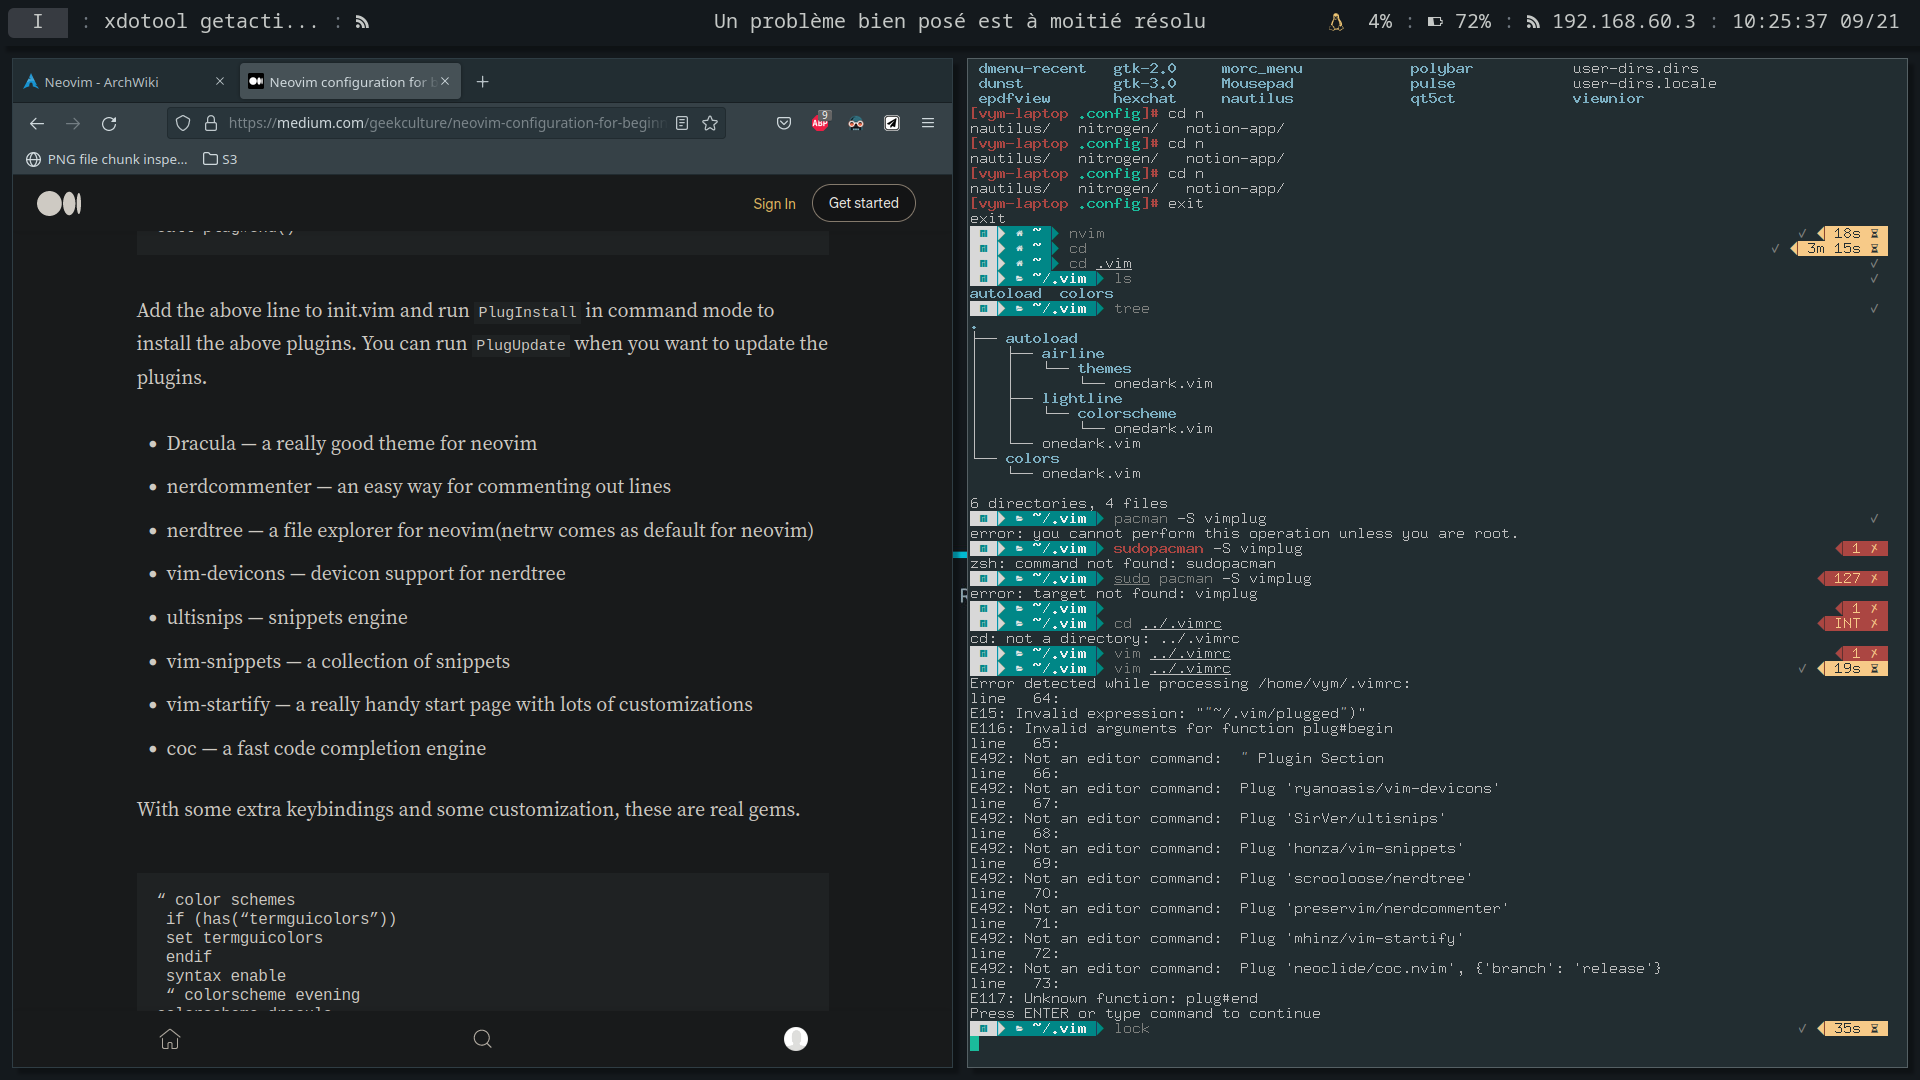 I : xdotool getacti... :
Un problème bien posé est à moitié résolu
4% : 72% : 192.168.60.3 : 10:25:37 09/21
Neovim - ArchWiki
Neovim configuration for b
https://medium.com/geekculture/neovim-configuration-for-beginn
ABP 9
PNG file chunk inspe...
S3
Sign In
Get started
Add the above line to init.vim and run PlugInstall in command mode to
install the above plugins. You can run PlugUpdate when you want to update the
plugins.
• Dracula — a really good theme for neovim
• nerdcommenter — an easy way for commenting out lines
• nerdtree — a file explorer for neovim(netrw comes as default for neovim)
• vim-devicons — devicon support for nerdtree
• ultisnips — snippets engine
• vim-snippets — a collection of snippets
• vim-startify — a really handy start page with lots of customizations
• coc — a fast code completion engine
With some extra keybindings and some customization, these are real gems.
“ color schemes
if (has(“termguicolors”))
set termguicolors
endif
syntax enable
“ colorscheme evening
dmenu-recent gtk-2.0 morc_menu polybar user-dirs.dirs
dunst gtk-3.0 Mousepad pulse user-dirs.locale
epdfview hexchat nautilus qt5ct viewnior
[vym-laptop .config]# cd n
nautilus/ nitrogen/ notion-app/
[vym-laptop .config]# cd n
nautilus/ nitrogen/ notion-app/
[vym-laptop .config]# cd n
nautilus/ nitrogen/ notion-app/
[vym-laptop .config]# exit
exit
~ nvim ✓ 18s
~ cd ✓ 3m 15s
~ cd .vim ✓
~/.vim ls ✓
autoload colors
~/.vim tree ✓
.
├── autoload
│ ├── airline
│ │ └── themes
│ │ └── onedark.vim
│ ├── lightline
│ │ └── colorscheme
│ │ └── onedark.vim
│ └── onedark.vim
└── colors
└── onedark.vim
6 directories, 4 files
~/.vim pacman -S vimplug ✓
error: you cannot perform this operation unless you are root.
~/.vim sudopacman -S vimplug 1 ✗
zsh: command not found: sudopacman
~/.vim sudo pacman -S vimplug 127 ✗
error: target not found: vimplug
~/.vim 1 ✗
~/.vim cd ../.vimrc INT ✗
cd: not a directory: ../.vimrc
~/.vim vim ../.vimrc 1 ✗
~/.vim vim ../.vimrc ✓ 19s
Error detected while processing /home/vym/.vimrc:
line 64:
E15: Invalid expression: "“~/.vim/plugged”)"
E116: Invalid arguments for function plug#begin
line 65:
E492: Not an editor command: “ Plugin Section
line 66:
E492: Not an editor command: Plug 'ryanoasis/vim-devicons'
line 67:
E492: Not an editor command: Plug 'SirVer/ultisnips'
line 68:
E492: Not an editor command: Plug 'honza/vim-snippets'
line 69:
E492: Not an editor command: Plug 'scrooloose/nerdtree'
line 70:
E492: Not an editor command: Plug 'preservim/nerdcommenter'
line 71:
E492: Not an editor command: Plug 'mhinz/vim-startify'
line 72:
E492: Not an editor command: Plug 'neoclide/coc.nvim', {'branch': 'release'}
line 73:
E117: Unknown function: plug#end
Press ENTER or type command to continue
~/.vim lock ✓ 35s